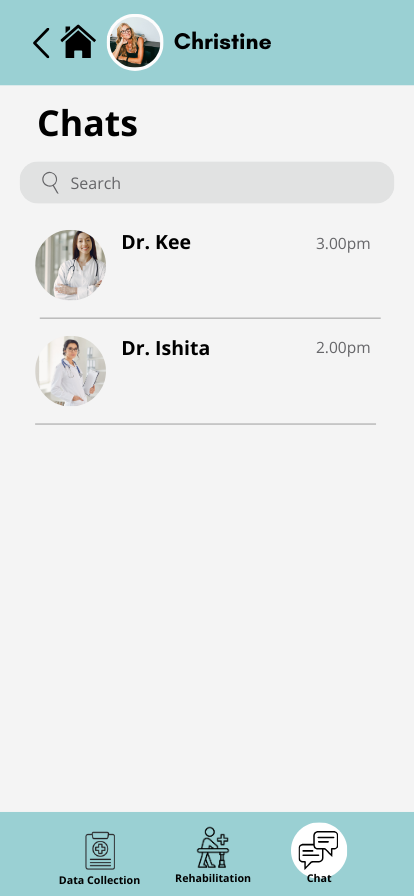 Christine
Chats
Search
Dr. Kee
3.00pm
Dr. Ishita
2.00pm
Data Collection
Rehabilitation
Chat